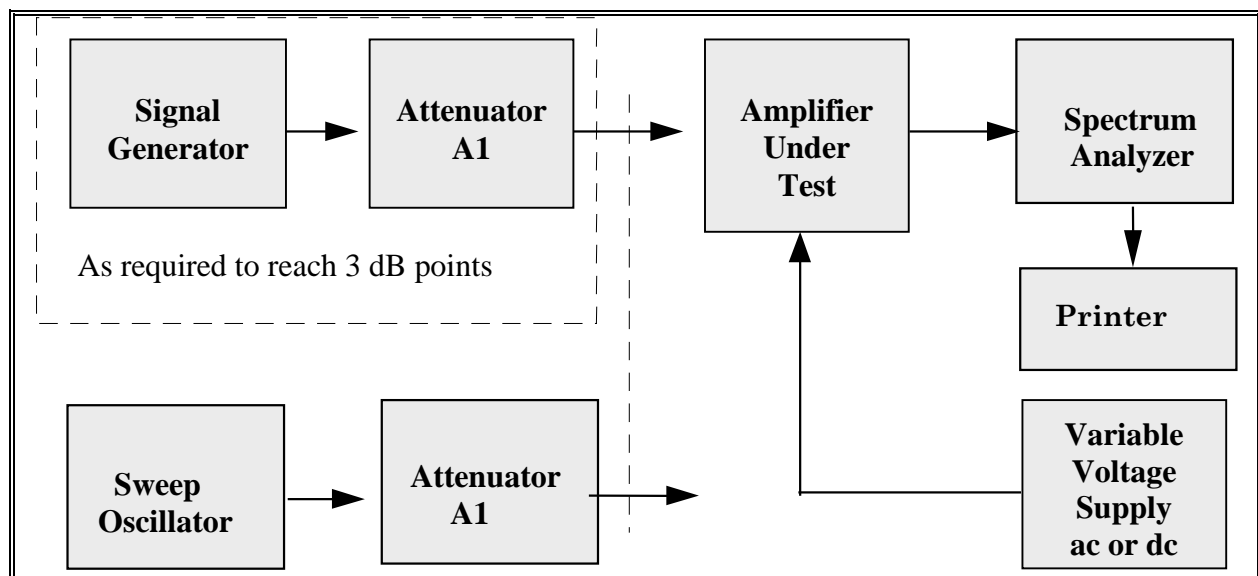 Signal
Generator
Attenuator
A1
Amplifier
Under
Test
Spectrum
Analyzer
As required to reach 3 dB points
Printer
Sweep
Oscillator
Attenuator
A1
Variable
Voltage
Supply
ac or dc